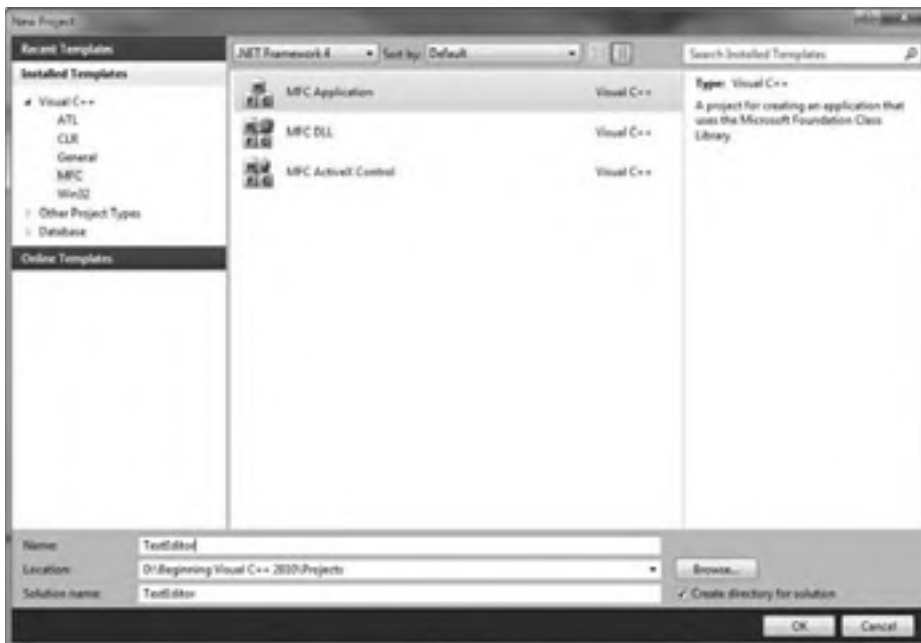 New Project
Recent Templates
Installed Templates
Visual C++
ATL
CLR
General
MFC
Win32
Other Project Types
Database
Online Templates
.NET Framework 4
Sort by: Default
MFC Application Visual C++
MFC DLL Visual C++
MFC ActiveX Control Visual C++
Search Installed Templates
Type: Visual C++
A project for creating an application that
uses the Microsoft Foundation Class
Library
Name: TextEditor
Location: D:\Beginning Visual C++ 2010\Projects
Browse...
Solution name: TextEditor
Create directory for solution
OK Cancel